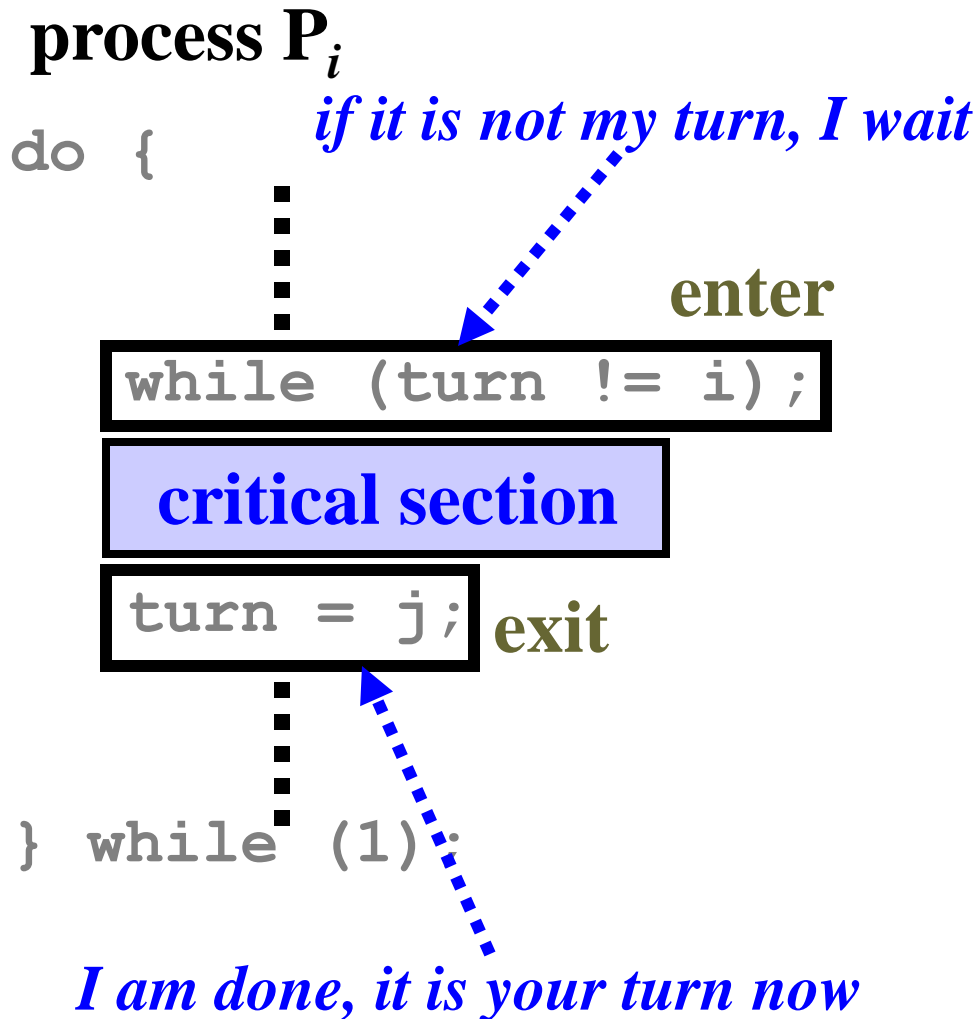 process Pi
if it is not my turn, I wait
do {
enter
while (turn != i);
critical section
turn = j;
exit
} while (1);
I am done, it is your turn now